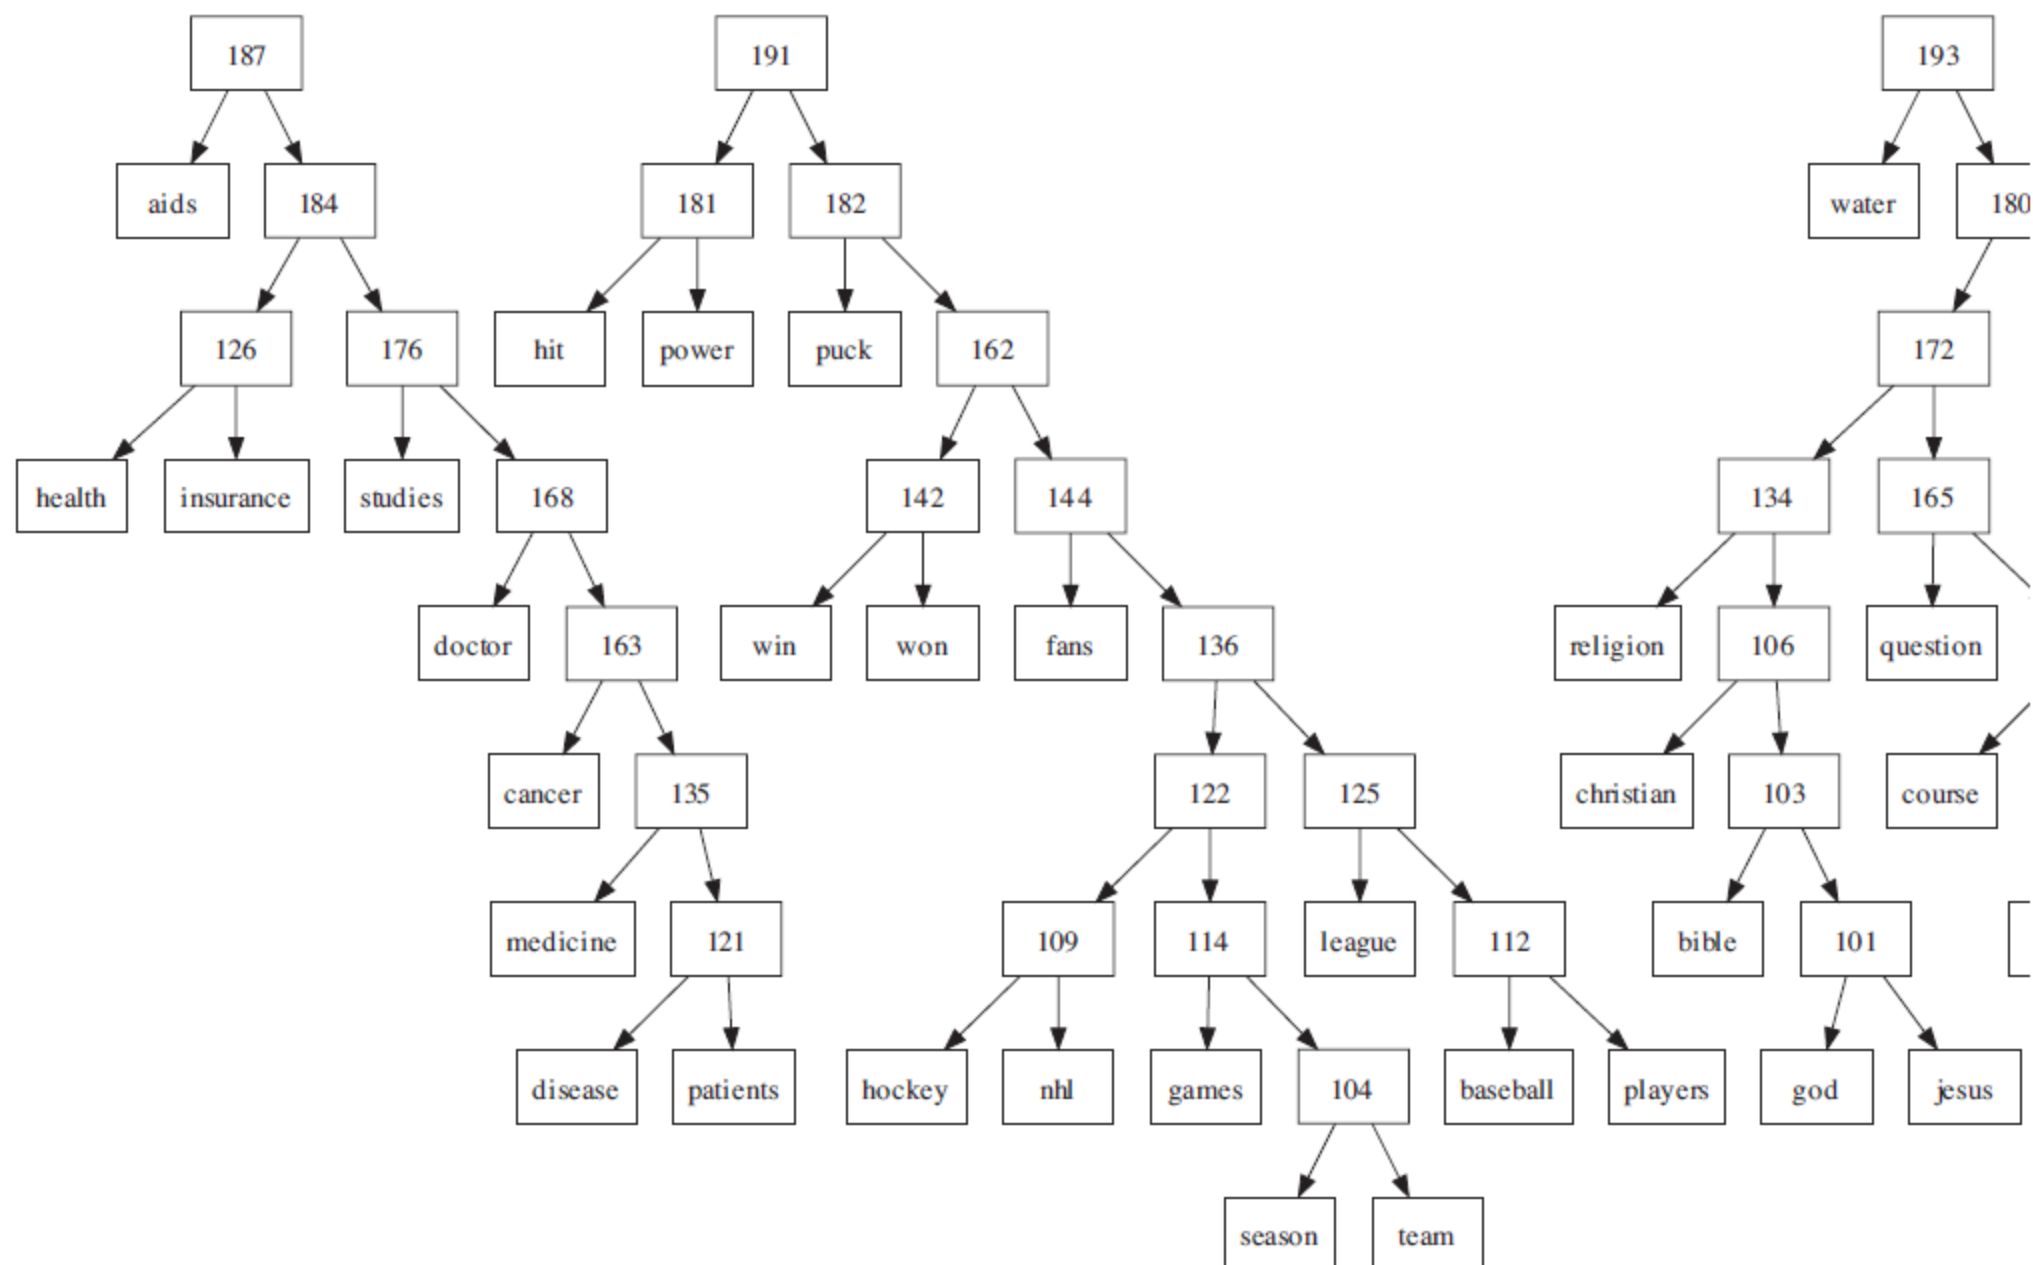 187 191 193
aids 184 181 182 water 180
126 176 hit power puck 162 172
health insurance studies 168 142 144 134 165
doctor 163 win won fans 136 religion 106 question
cancer 135 122 125 christian 103 course
medicine 121 109 114 league 112 bible 101
disease patients hockey nhl games 104 baseball players god jesus
season team